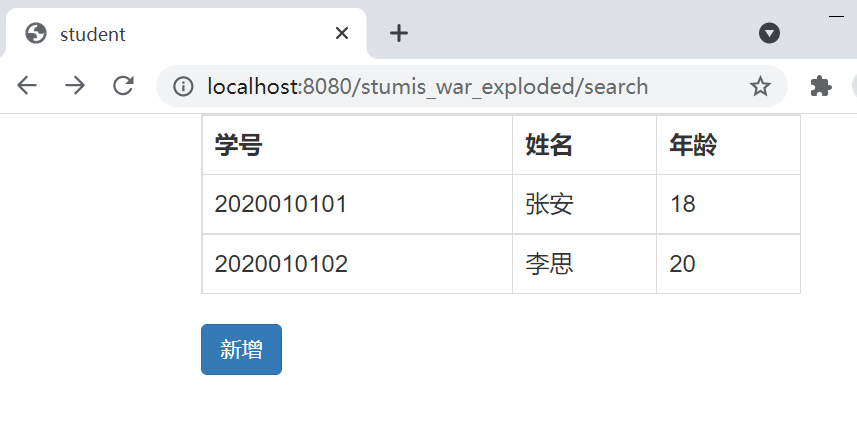 student
localhost:8080/stumis_war_exploded/search
学号 姓名 年龄
2020010101 张安 18
2020010102 李思 20
新增